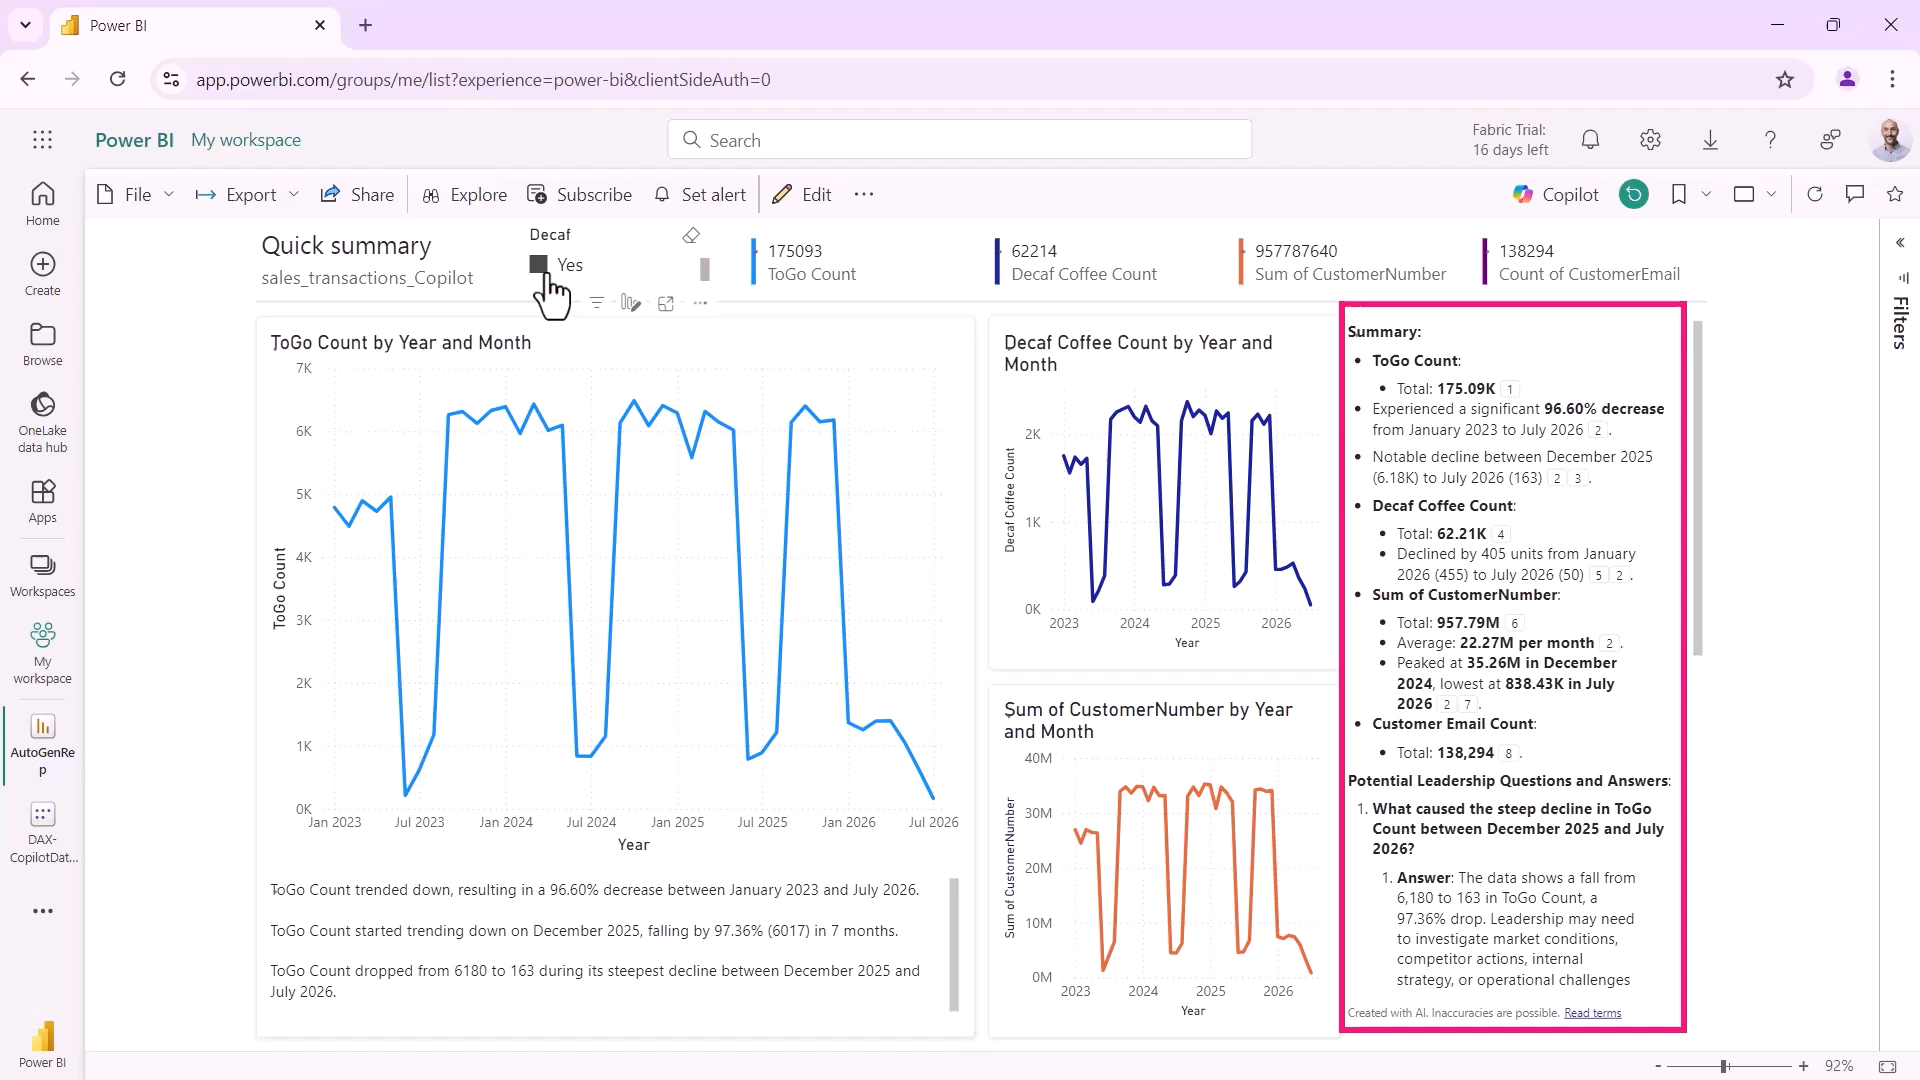 Power BI
app.powerbi.com/groups/me/list?experience=power-bi&clientSideAuth=0
Power BI My workspace
Search
Fabric Trial:
16 days left
File Export Share Explore Subscribe Set alert Edit
Copilot
Home
Create
Browse
OneLake
data hub
Apps
Workspaces
My
workspace
AutoGenRe
p
DAX-
CopilotDat...
Power BI
Quick summary
sales_transactions_Copilot
Decaf
Yes
175093
ToGo Count
62214
Decaf Coffee Count
957787640
Sum of CustomerNumber
138294
Count of CustomerEmail
Filters
ToGo Count by Year and Month
7K
6K
5K
4K
3K
2K
1K
0K
ToGo Count
Jan 2023 Jul 2023 Jan 2024 Jul 2024 Jan 2025 Jul 2025 Jan 2026 Jul 2026
Year
ToGo Count trended down, resulting in a 96.60% decrease between January 2023 and July 2026.
ToGo Count started trending down on December 2025, falling by 97.36% (6017) in 7 months.
ToGo Count dropped from 6180 to 163 during its steepest decline between December 2025 and
July 2026.
Decaf Coffee Count by Year and
Month
2K
1K
0K
Decaf Coffee Count
2023 2024 2025 2026
Year
Sum of CustomerNumber by Year
and Month
40M
30M
20M
10M
0M
Sum of CustomerNumber
2023 2024 2025 2026
Year
Summary:
• ToGo Count:
• Total: 175.09K 1
• Experienced a significant 96.60% decrease
from January 2023 to July 2026 2 .
• Notable decline between December 2025
(6.18K) to July 2026 (163) 2 3 .
• Decaf Coffee Count:
• Total: 62.21K 4
• Declined by 405 units from January
2026 (455) to July 2026 (50) 5 2 .
• Sum of CustomerNumber:
• Total: 957.79M 6
• Average: 22.27M per month 2 .
• Peaked at 35.26M in December
2024, lowest at 838.43K in July
2026 2 7 .
• Customer Email Count:
• Total: 138,294 8 .
Potential Leadership Questions and Answers:
1. What caused the steep decline in ToGo
Count between December 2025 and July
2026?
1. Answer: The data shows a fall from
6,180 to 163 in ToGo Count, a
97.36% drop. Leadership may need
to investigate market conditions,
competitor actions, internal
strategy, or operational challenges
Created with AI. Inaccuracies are possible. Read terms
- + 92%